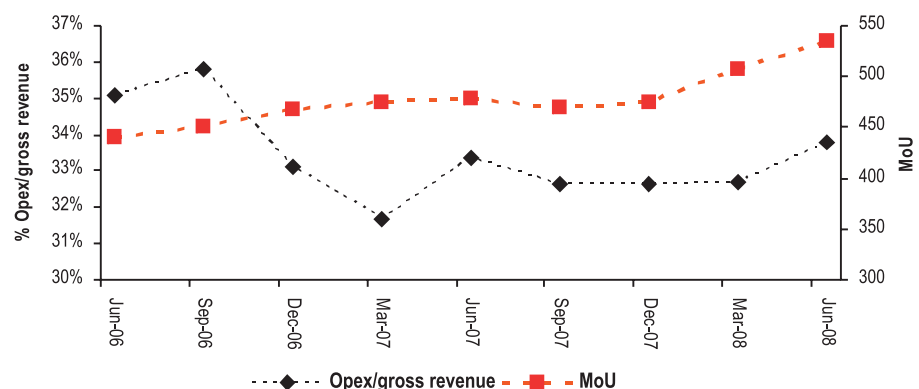 37%
36%
35%
34%
33%
32%
31%
30%
% Opex/gross revenue
550
500
450
400
350
300
MoU
Jun-06
Sep-06
Dec-06
Mar-07
Jun-07
Sep-07
Dec-07
Mar-08
Jun-08
Opex/gross revenue MoU